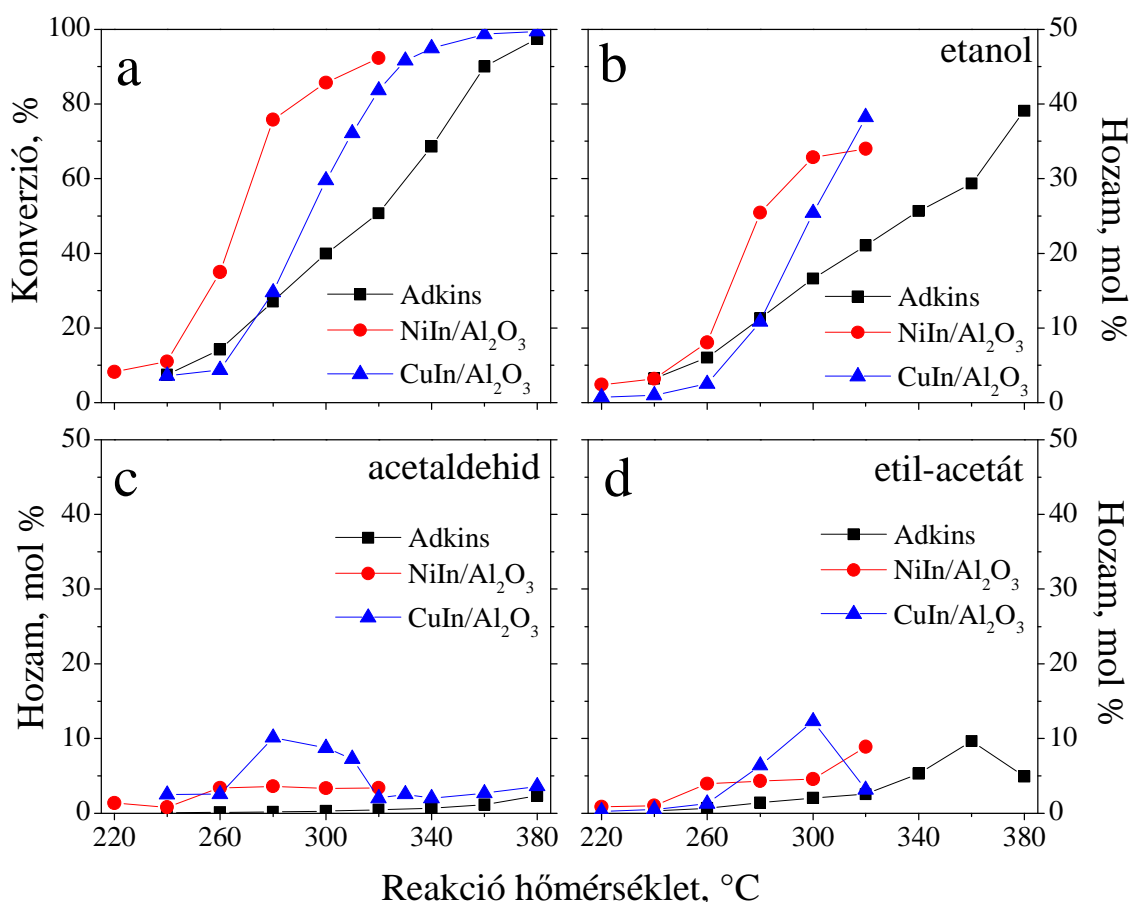 a
Konverzió, %
100
80
60
40
20
0
Adkins
NiIn/Al₂O₃
CuIn/Al₂O₃
b
etanol
50
40
30
20
10
0
Hozam, mol %
Adkins
NiIn/Al₂O₃
CuIn/Al₂O₃
c
acetaldehid
Hozam, mol %
50
40
30
20
10
0
Adkins
NiIn/Al₂O₃
CuIn/Al₂O₃
220 260 300 340 380
d
etil-acetát
50
40
30
20
10
0
Hozam, mol %
Adkins
NiIn/Al₂O₃
CuIn/Al₂O₃
220 260 300 340 380
Reakció hőmérséklet, °C